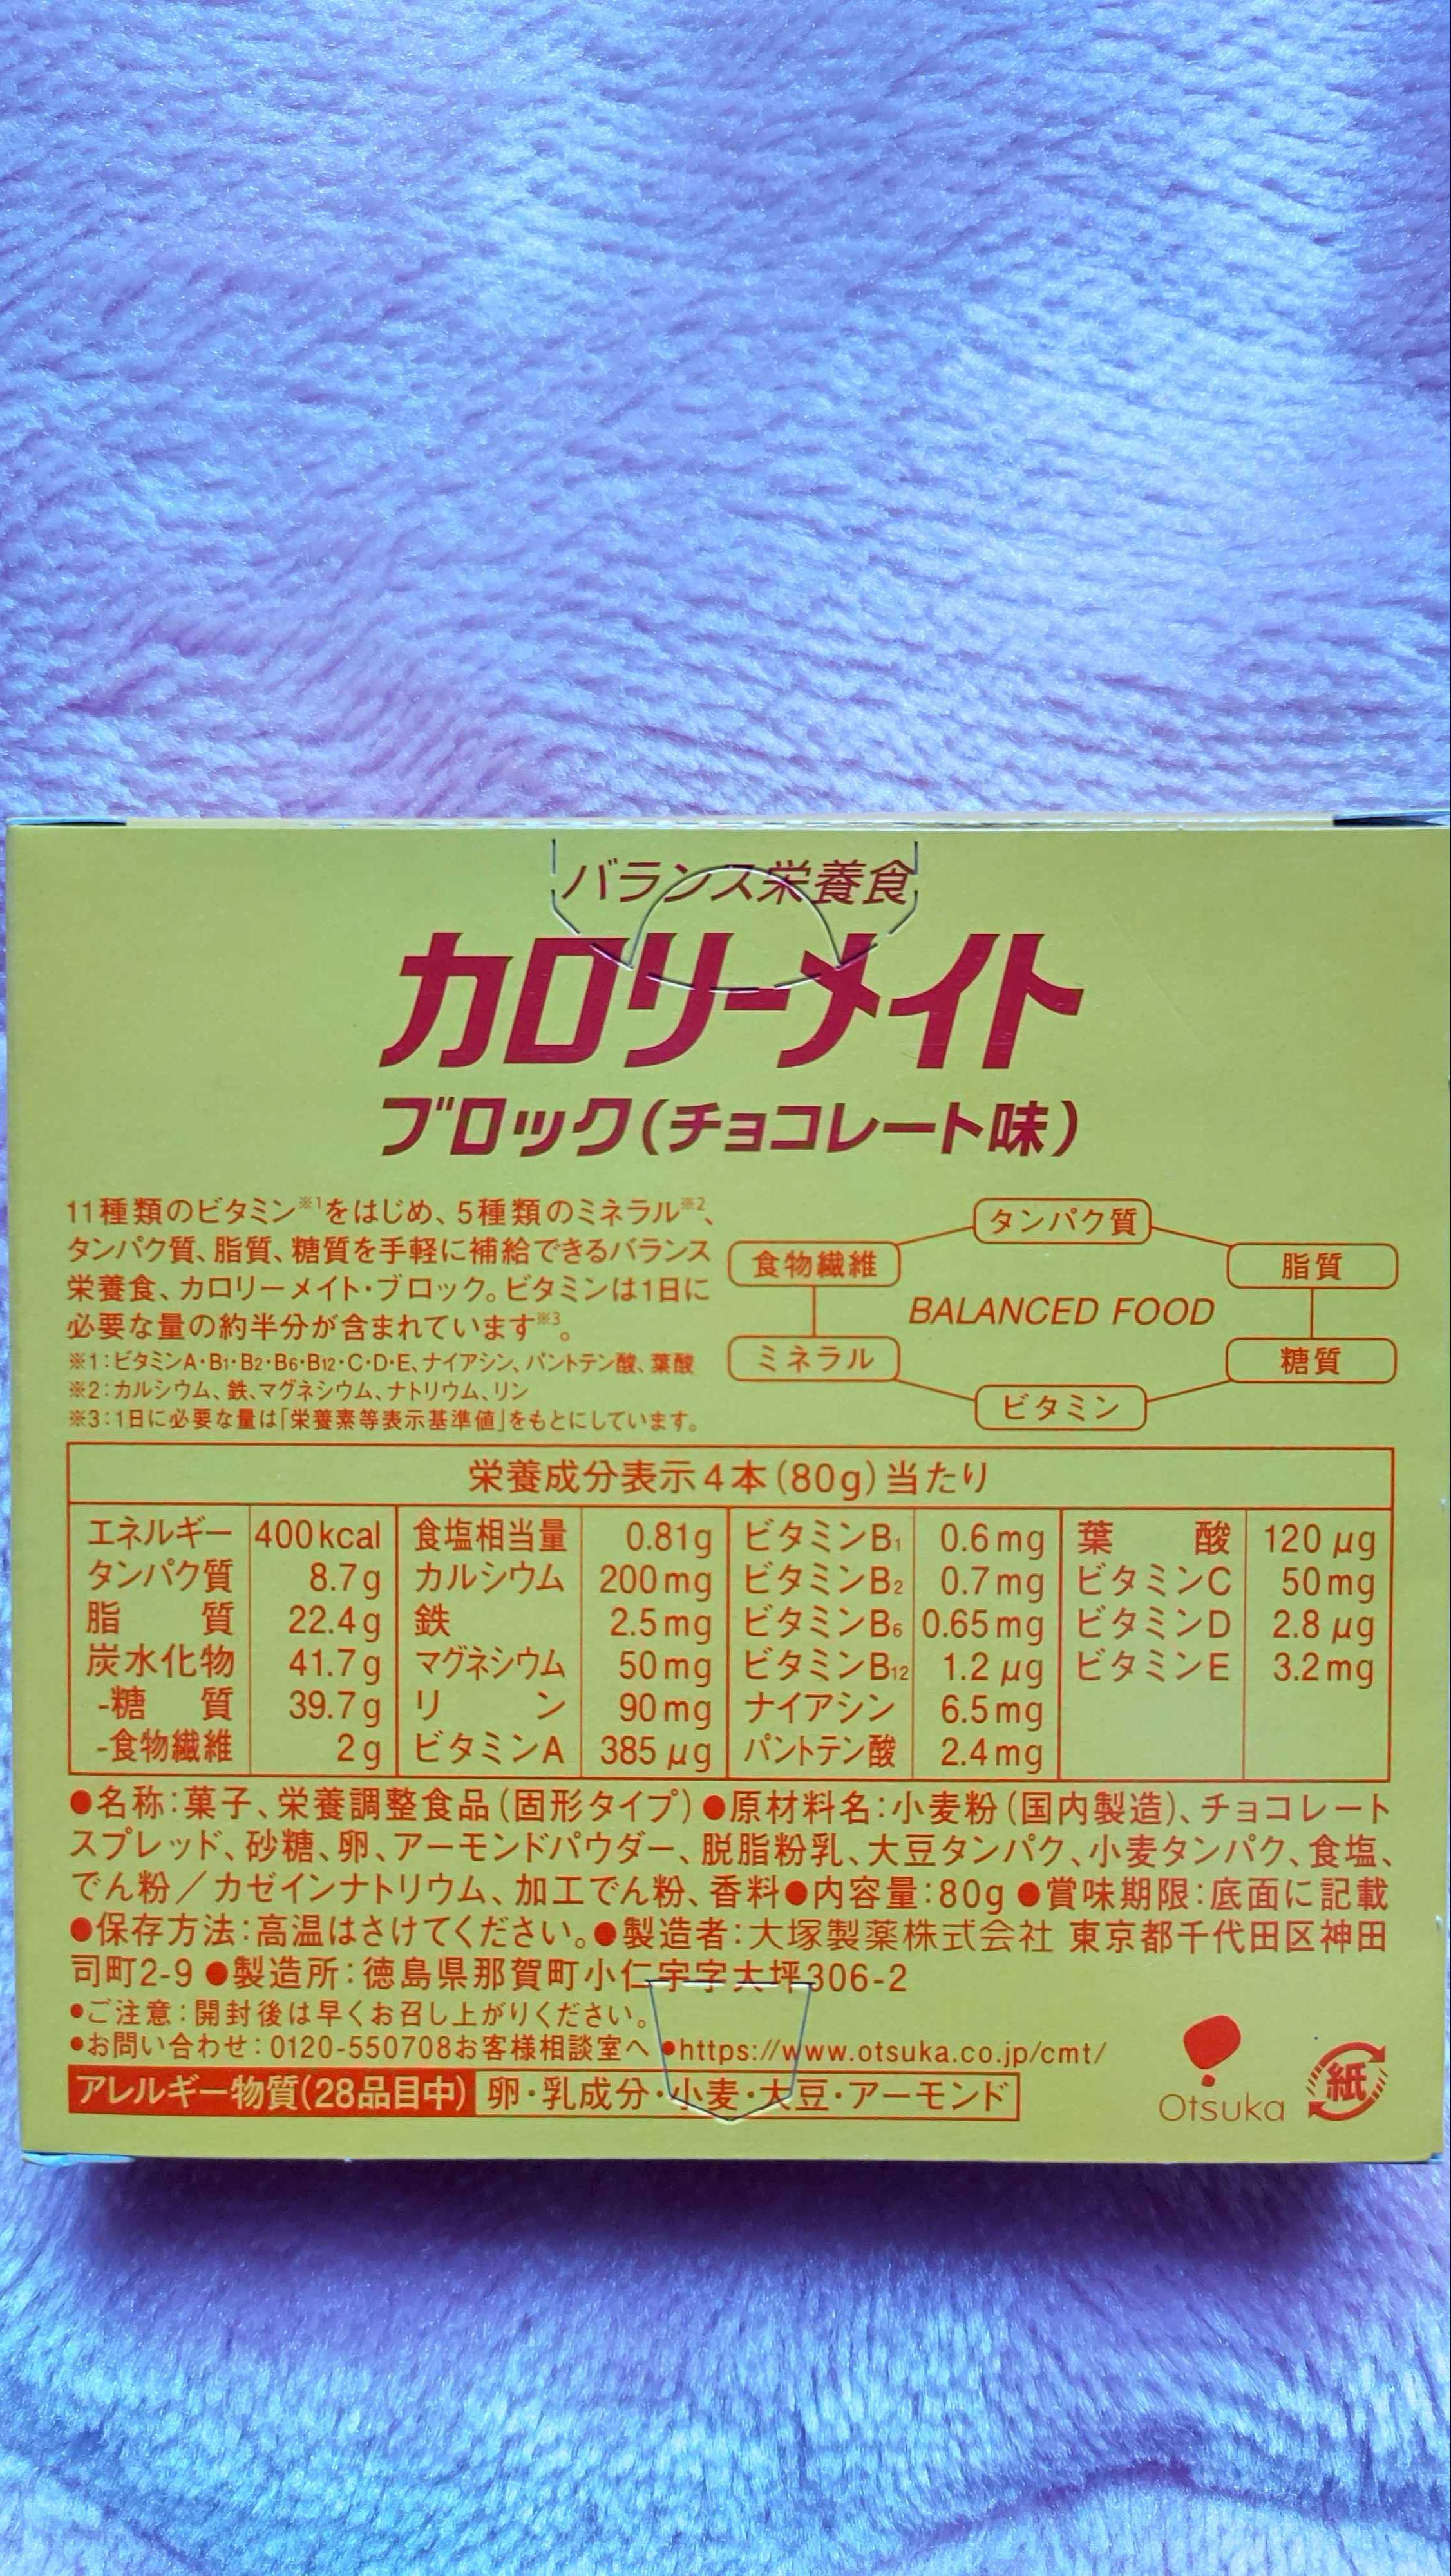 バランス栄養食
カロリーメイト
ブロック(チョコレート味)
11種類のビタミン※1をはじめ、5種類のミネラル※2、
タンパク質、脂質、糖質を手軽に補給できるバランス
栄養食、カロリーメイト・ブロック。ビタミンは1日に
必要な量の約半分が含まれています※3。
※1:ビタミンA・B1・B2・B6・B12・C・D・E、ナイアシン、パントテン酸、葉酸
※2:カルシウム、鉄、マグネシウム、ナトリウム、リン
※3:1日に必要な量は「栄養素等表示基準値」をもとにしています。
タンパク質
食物繊維 脂質
BALANCED FOOD
ミネラル 糖質
ビタミン
栄養成分表示4本(80g)当たり
エネルギー 400kcal 食塩相当量 0.81g ビタミンB1 0.6mg 葉酸 120μg
タンパク質 8.7g カルシウム 200mg ビタミンB2 0.7mg ビタミンC 50mg
脂質 22.4g 鉄 2.5mg ビタミンB6 0.65mg ビタミンD 2.8μg
炭水化物 41.7g マグネシウム 50mg ビタミンB12 1.2μg ビタミンE 3.2mg
-糖質 39.7g リン 90mg ナイアシン 6.5mg
-食物繊維 2g ビタミンA 385μg パントテン酸 2.4mg
●名称:菓子、栄養調整食品(固形タイプ)●原材料名:小麦粉(国内製造)、チョコレート
スプレッド、砂糖、卵、アーモンドパウダー、脱脂粉乳、大豆タンパク、小麦タンパク、食塩、
でん粉/カゼインナトリウム、加工でん粉、香料●内容量:80g●賞味期限:底面に記載
●保存方法:高温はさけてください。●製造者:大塚製薬株式会社 東京都千代田区神田
司町2-9●製造所:徳島県那賀町小仁宇字大坪306-2
●ご注意:開封後は早くお召し上がりください。
●お問い合わせ:0120-550708お客様相談室へ●https://www.otsuka.co.jp/cmt/
アレルギー物質(28品目中) 卵・乳成分・小麦・大豆・アーモンド
Otsuka
紙